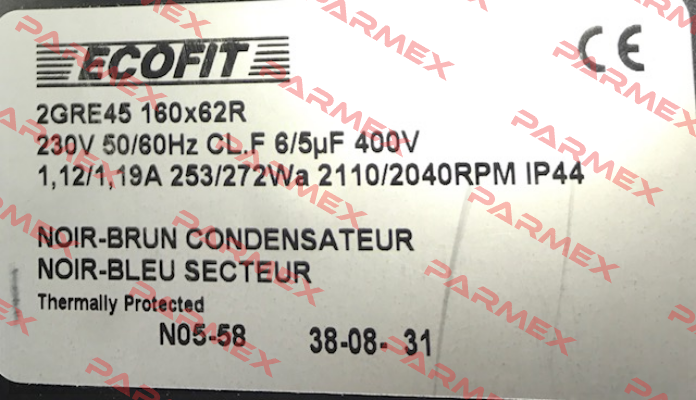 ECOFIT CE
2GRE45 160x62R
230V 50/60Hz CL.F 6/5µF 400V
1,12/1,19A 253/272Wa 2110/2040RPM IP44
NOIR-BRUN CONDENSATEUR
NOIR-BLEU SECTEUR
Thermally Protected
N05-58 38-08- 31
PARMEX